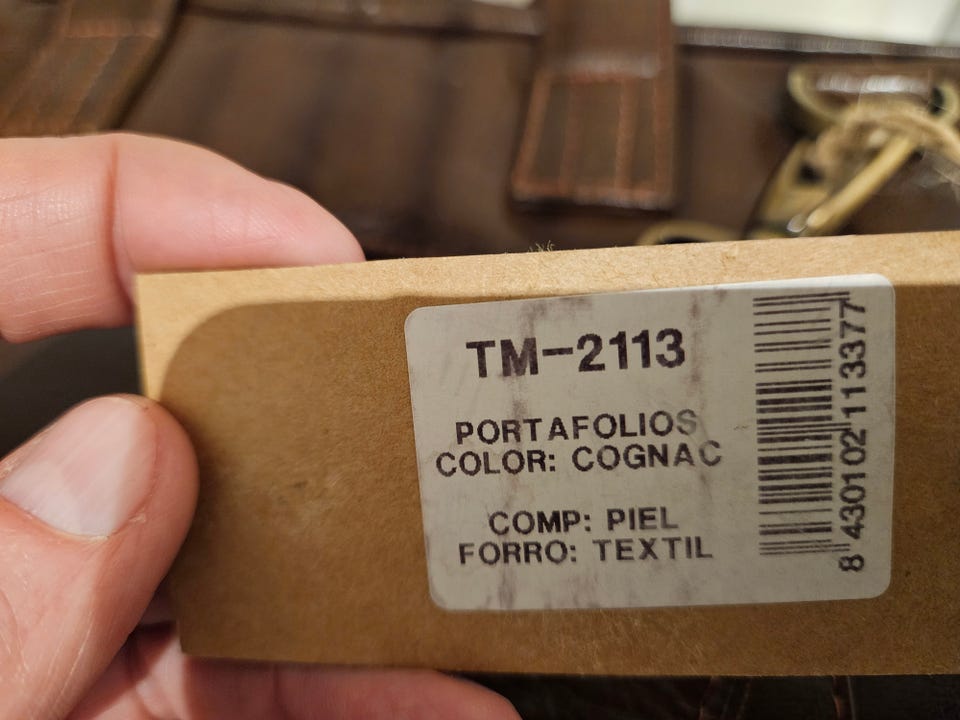 TM-2113
PORTAFOLIOS
COLOR: COGNAC
COMP: PIEL
FORRO: TEXTIL
8 430102 113377